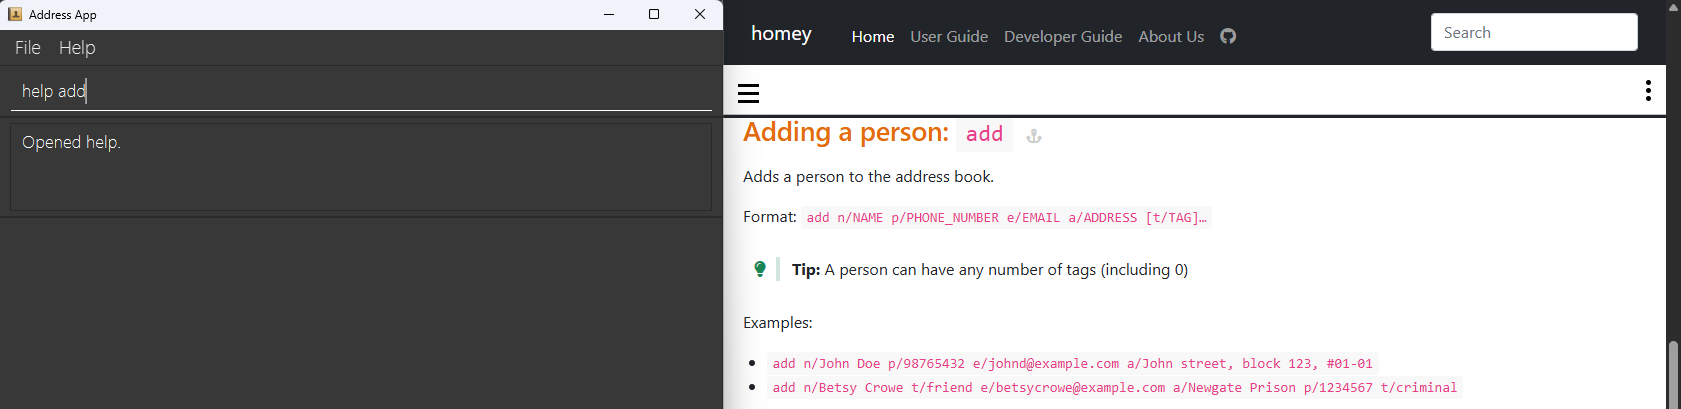 Address App
File Help
help add
Opened help.
homey Home User Guide Developer Guide About Us Search
Adding a person: add
Adds a person to the address book.
Format: add n/NAME p/PHONE_NUMBER e/EMAIL a/ADDRESS [t/TAG]…
Tip: A person can have any number of tags (including 0)
Examples:
add n/John Doe p/98765432 e/johnd@example.com a/John street, block 123, #01-01
add n/Betsy Crowe t/friend e/betsycrowe@example.com a/Newgate Prison p/1234567 t/criminal